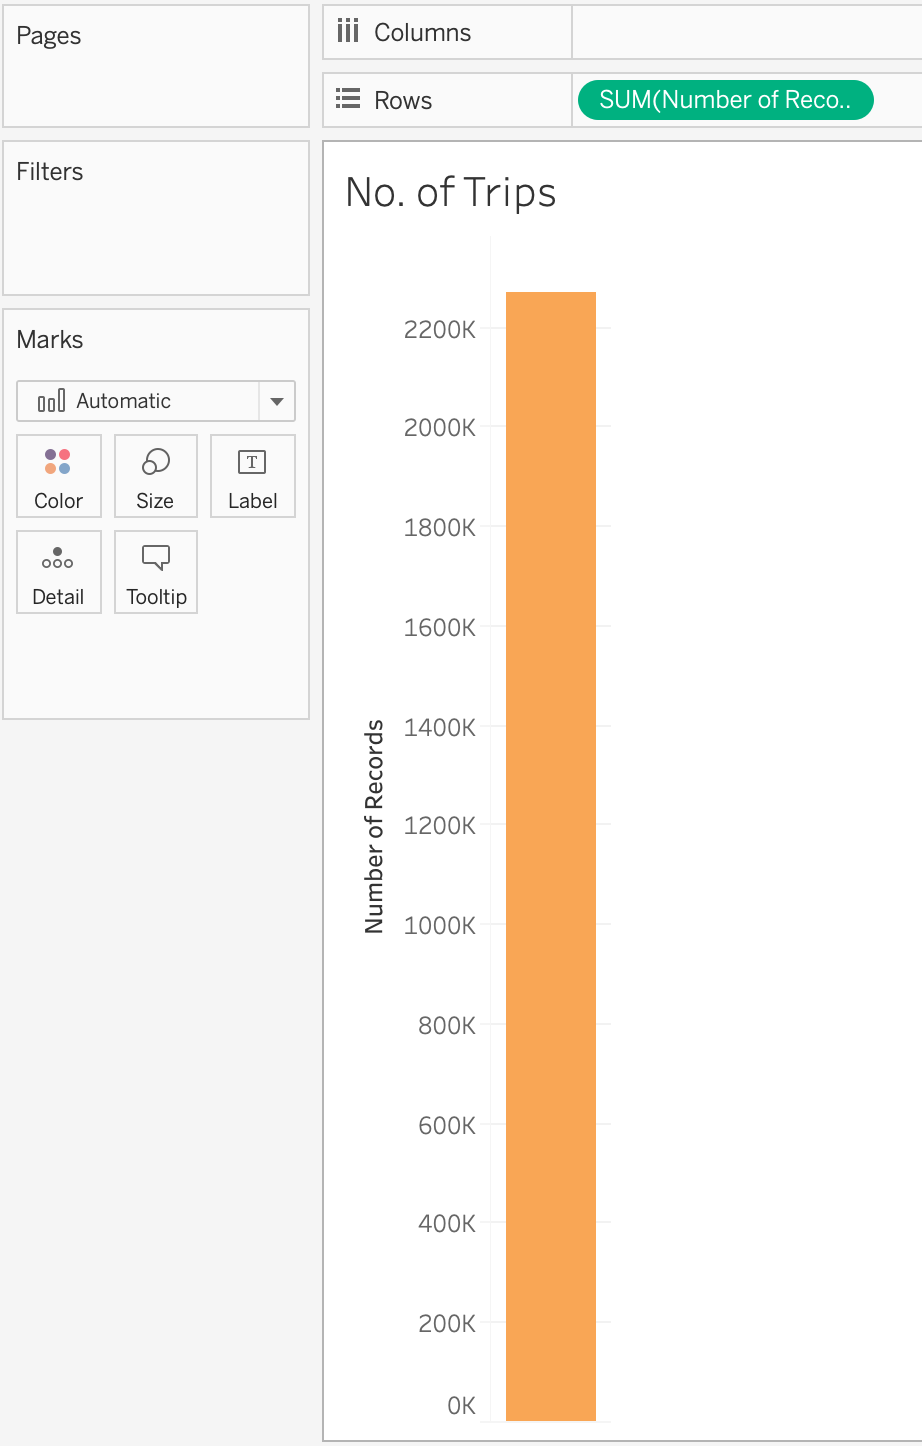 Pages
Filters
Marks
Automatic
Color
Size
T
Label
Detail
Tooltip
Columns
Rows
SUM(Number of Reco..
No. of Trips
Number of Records
2200K
2000K
1800K
1600K
1400K
1200K
1000K
800K
600K
400K
200K
0K